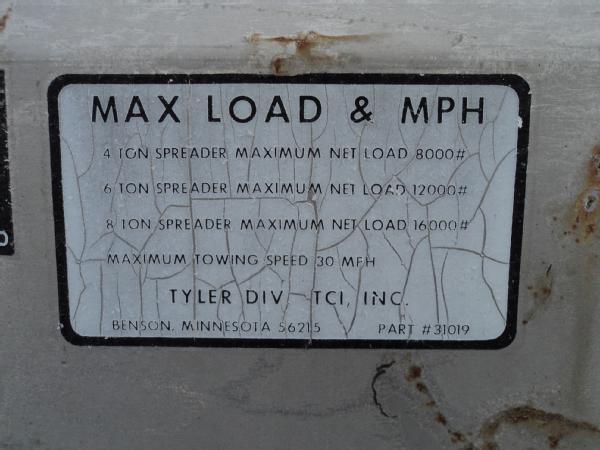 MAX LOAD & MPH
4 TON SPREADER MAXIMUM NET LOAD 8000#
6 TON SPREADER MAXIMUM NET LOAD 12000#
8 TON SPREADER MAXIMUM NET LOAD 16000#
MAXIMUM TOWING SPEED 30 MPH
TYLER DIV - TCI, INC.
BENSON, MINNESOTA 56215 PART #31019